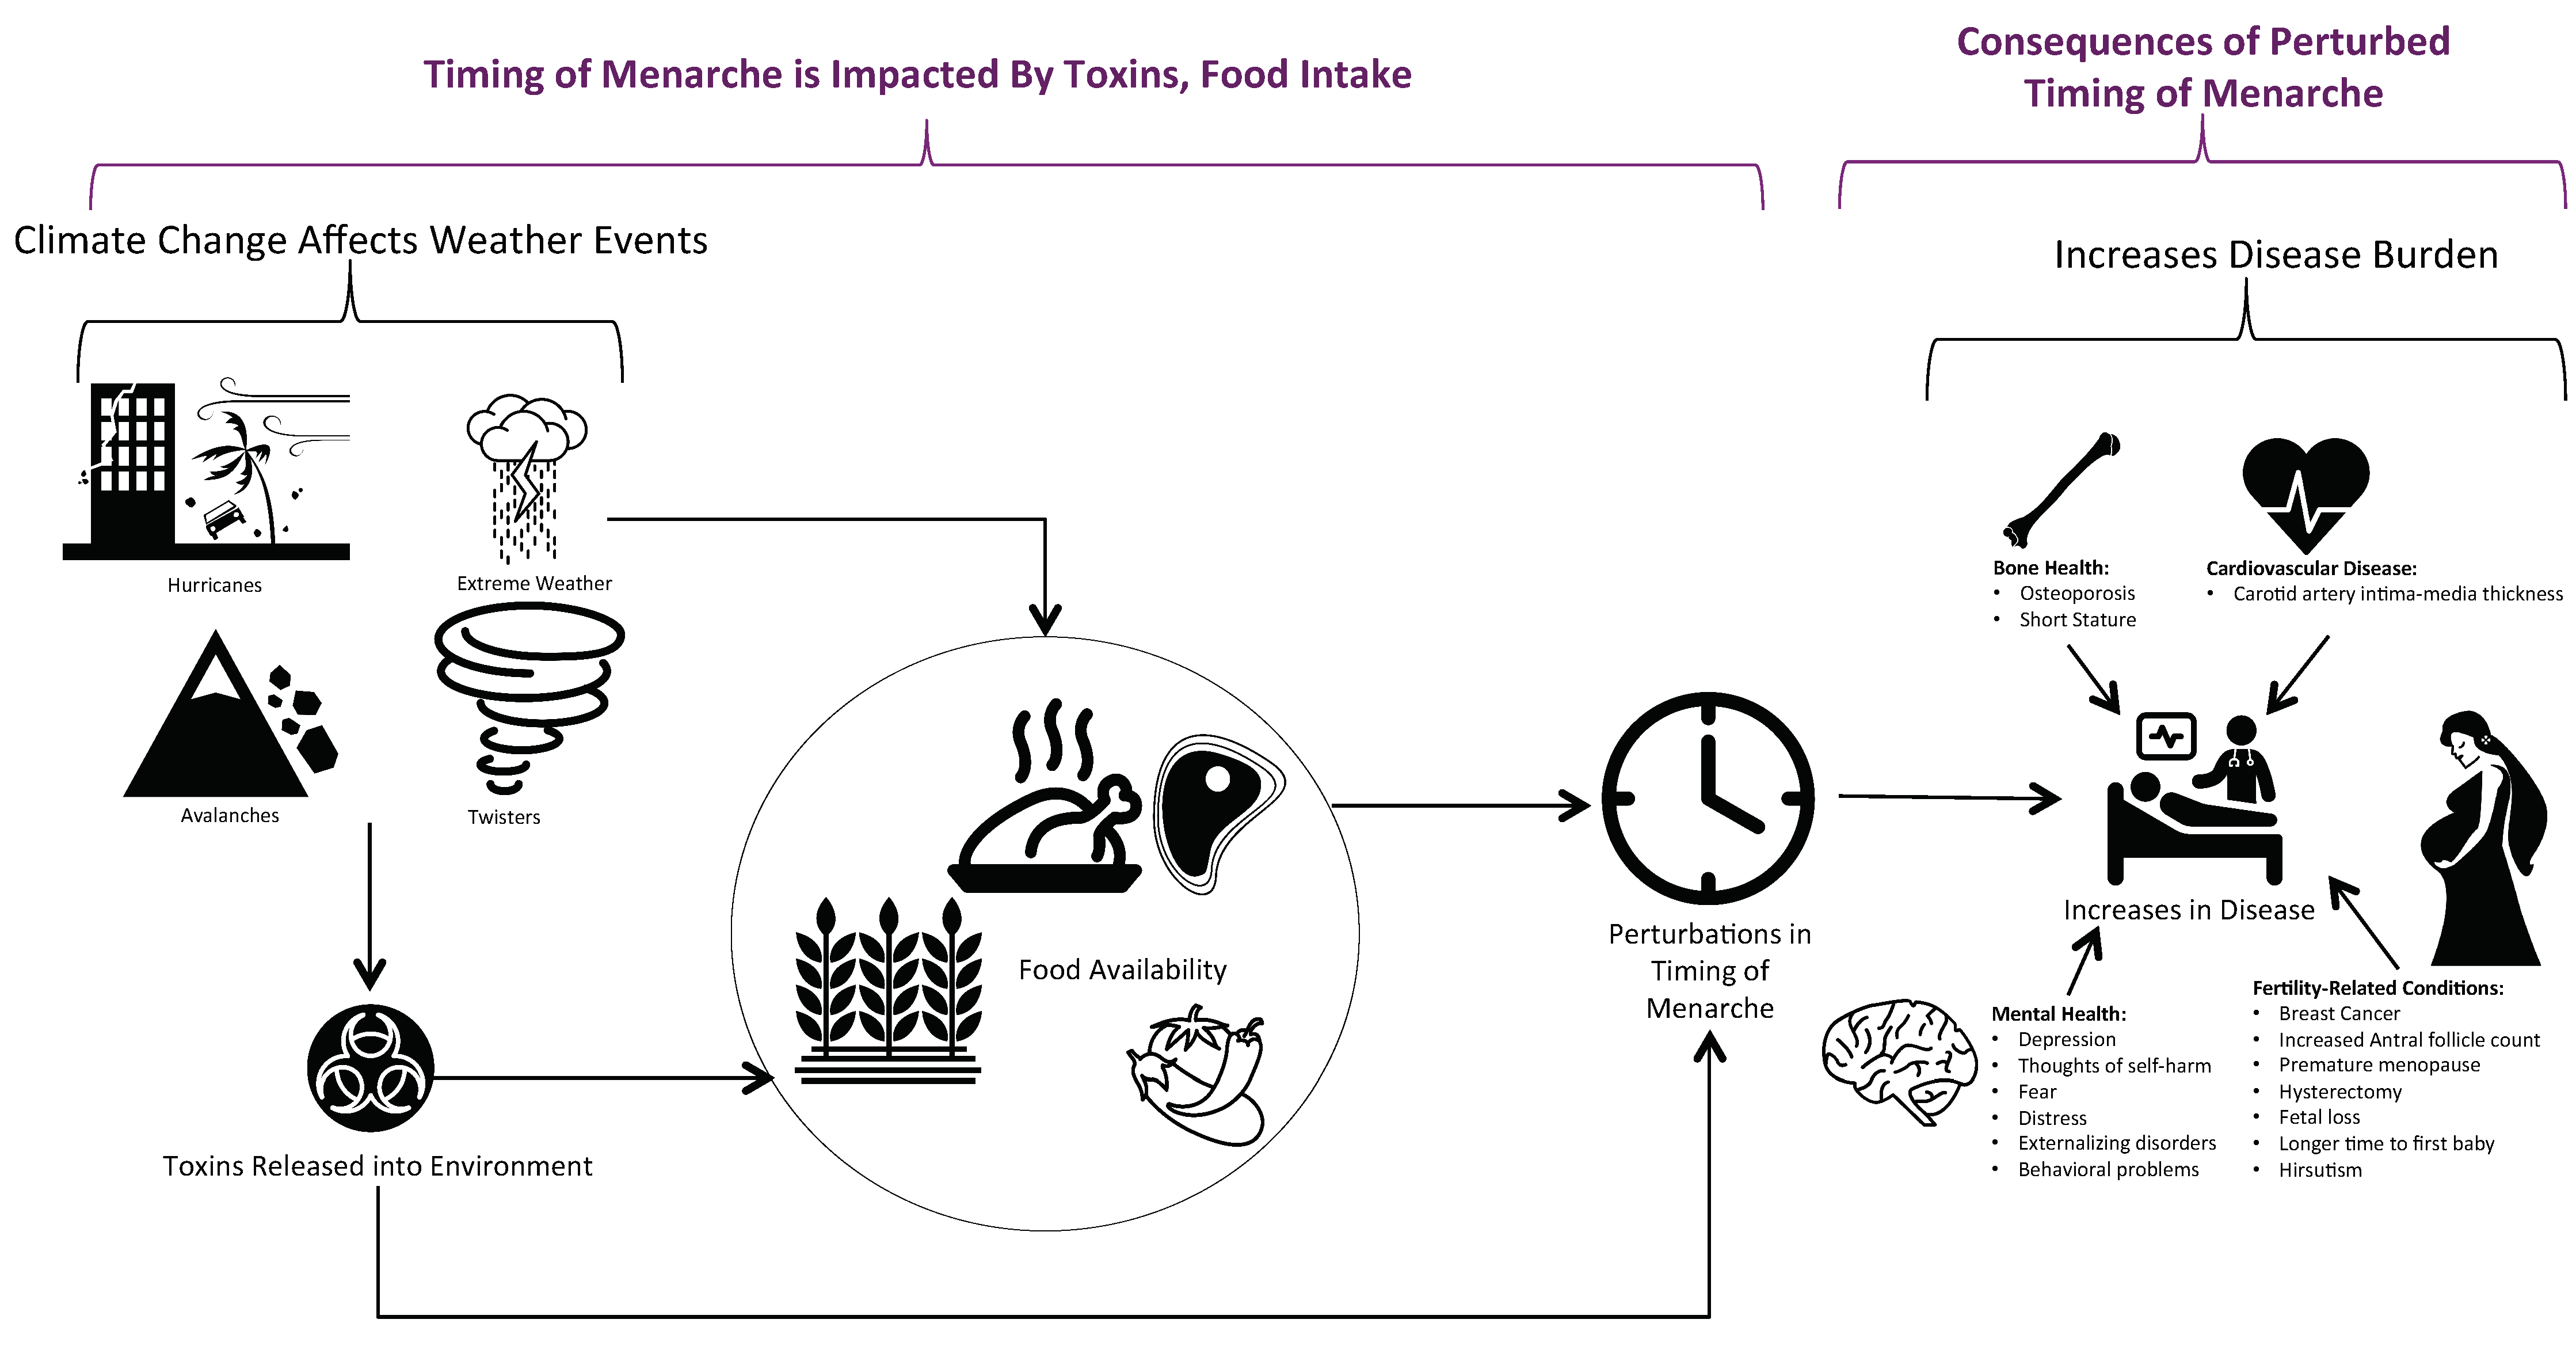 Timing of Menarche is Impacted By Toxins, Food Intake
Consequences of Perturbed
Timing of Menarche
Climate Change Affects Weather Events
Increases Disease Burden
Hurricanes
Extreme Weather
Avalanches
Twisters
Toxins Released into Environment
Food Availability
Perturbations in
Timing of
Menarche
Bone Health:
• Osteoporosis
• Short Stature
Cardiovascular Disease:
• Carotid artery intima-media thickness
Increases in Disease
Mental Health:
• Depression
• Thoughts of self-harm
• Fear
• Distress
• Externalizing disorders
• Behavioral problems
Fertility-Related Conditions:
• Breast Cancer
• Increased Antral follicle count
• Premature menopause
• Hysterectomy
• Fetal loss
• Longer time to first baby
• Hirsutism